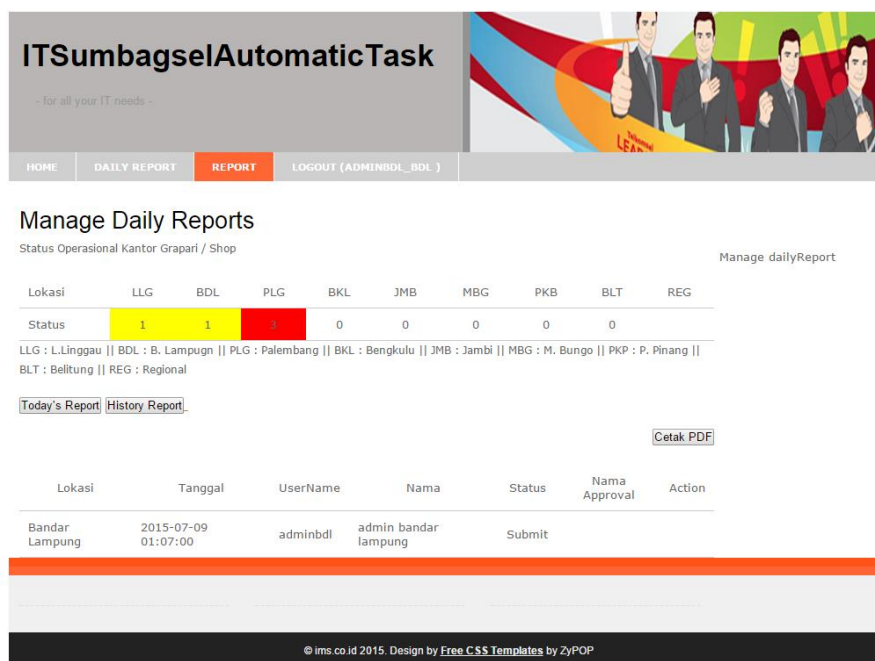 ITSumbagselAutomaticTask
- for all your IT needs -
Telkomsel
HOME DAILY REPORT REPORT LOGOUT (ADMINBDL_BDL )
Manage Daily Reports
Status Operasional Kantor Grapari / Shop
Manage dailyReport
Lokasi LLG BDL PLG BKL JMB MBG PKB BLT REG
Status 1 1 3 0 0 0 0 0
LLG : L.Linggau || BDL : B. Lampugn || PLG : Palembang || BKL : Bengkulu || JMB : Jambi || MBG : M. Bungo || PKP : P. Pinang ||
BLT : Belitung || REG : Regional
Today's Report History Report
Cetak PDF
Lokasi Tanggal UserName Nama Status Nama Approval Action
Bandar Lampung 2015-07-09 01:07:00 adminbdl admin bandar lampung Submit
© ims.co.id 2015. Design by Free CSS Templates by ZyPOP